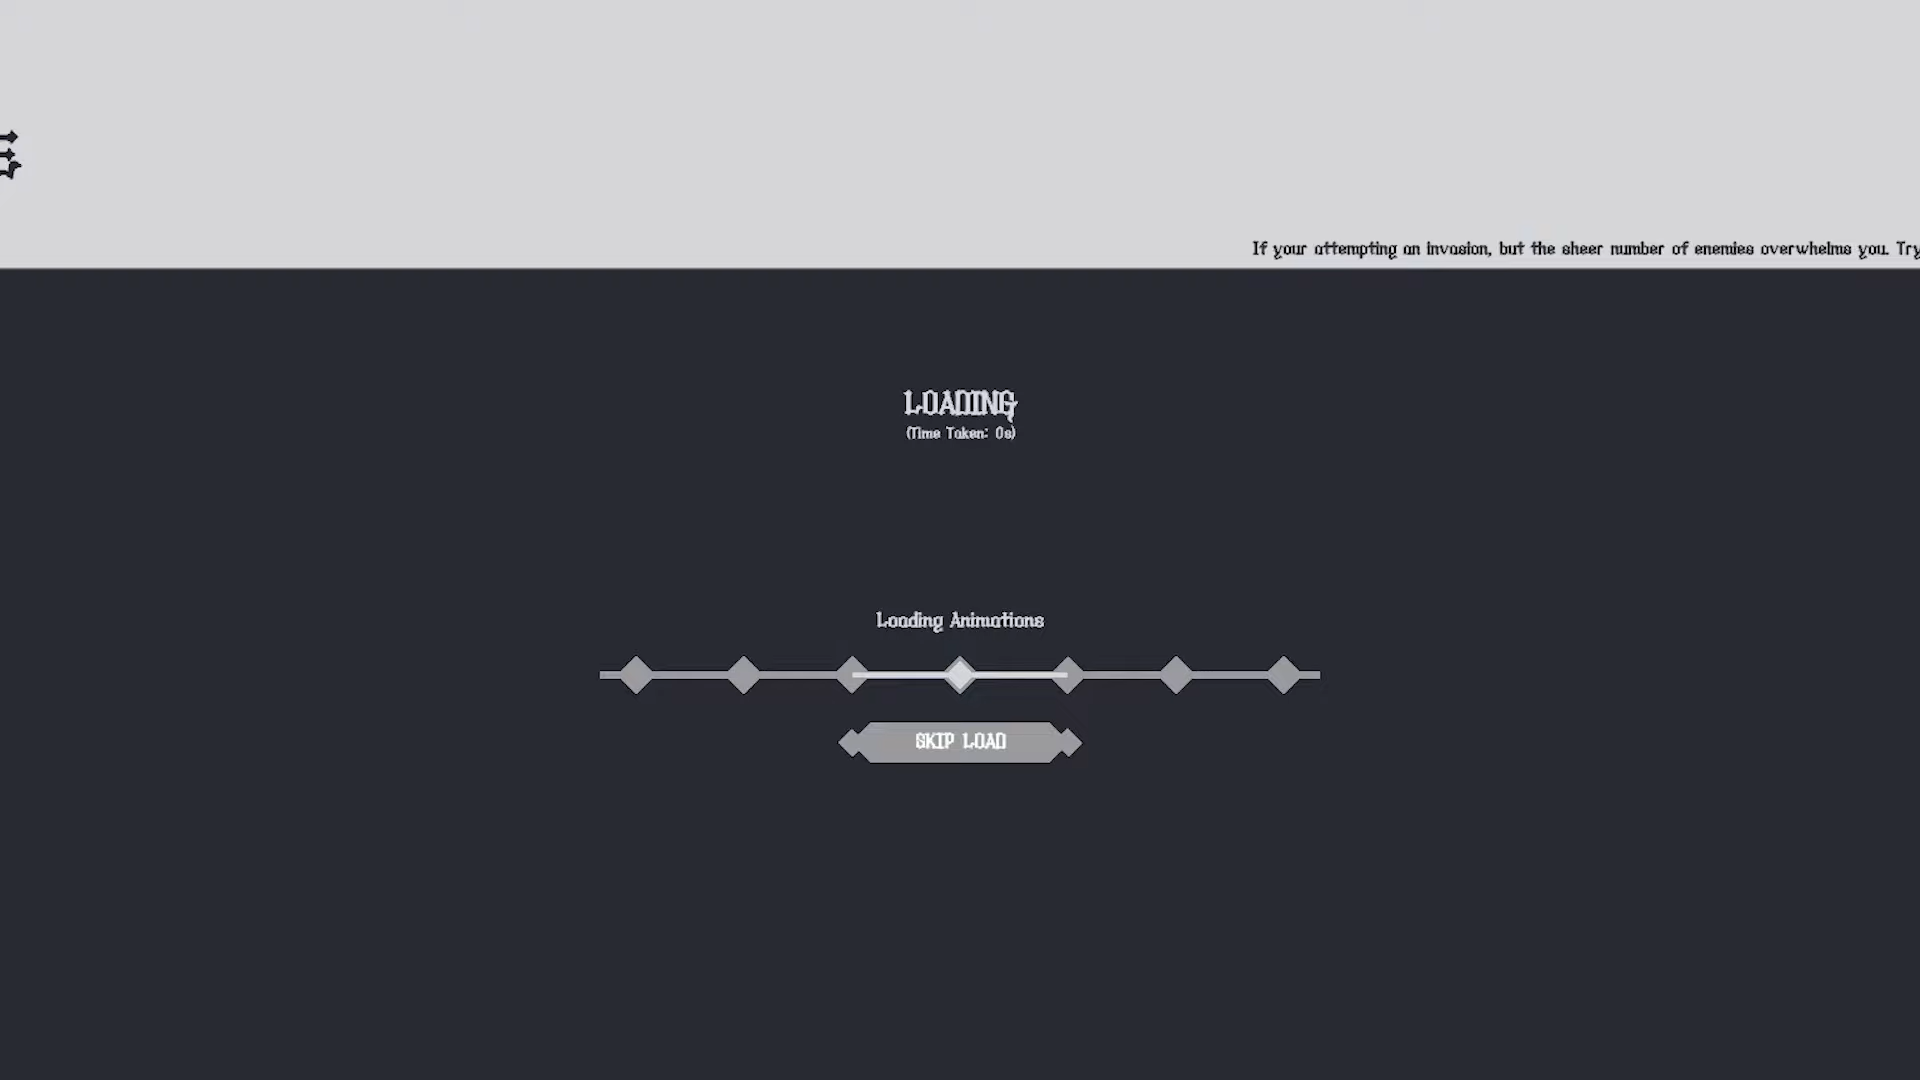 If your attempting an invasion, but the sheer number of enemies overwhelms you. Try
LOADING
(Time Taken: 0s)
Loading Animations
SKIP LOAD